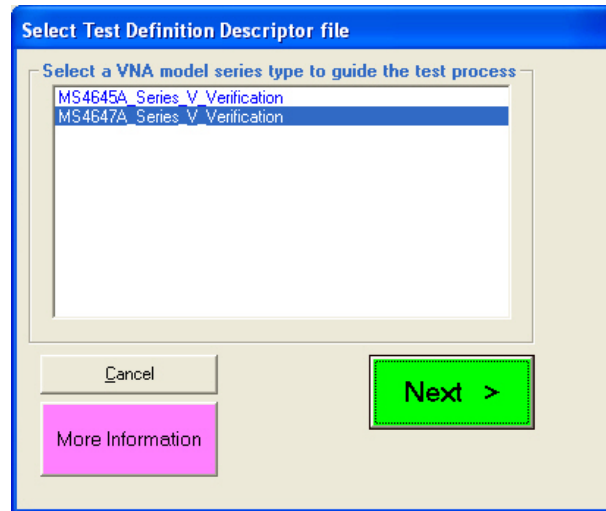 Select Test Definition Descriptor file
Select a VNA model series type to guide the test process
MS4645A_Series_V_Verification
MS4647A_Series_V_Verification
Cancel
Next >
More Information